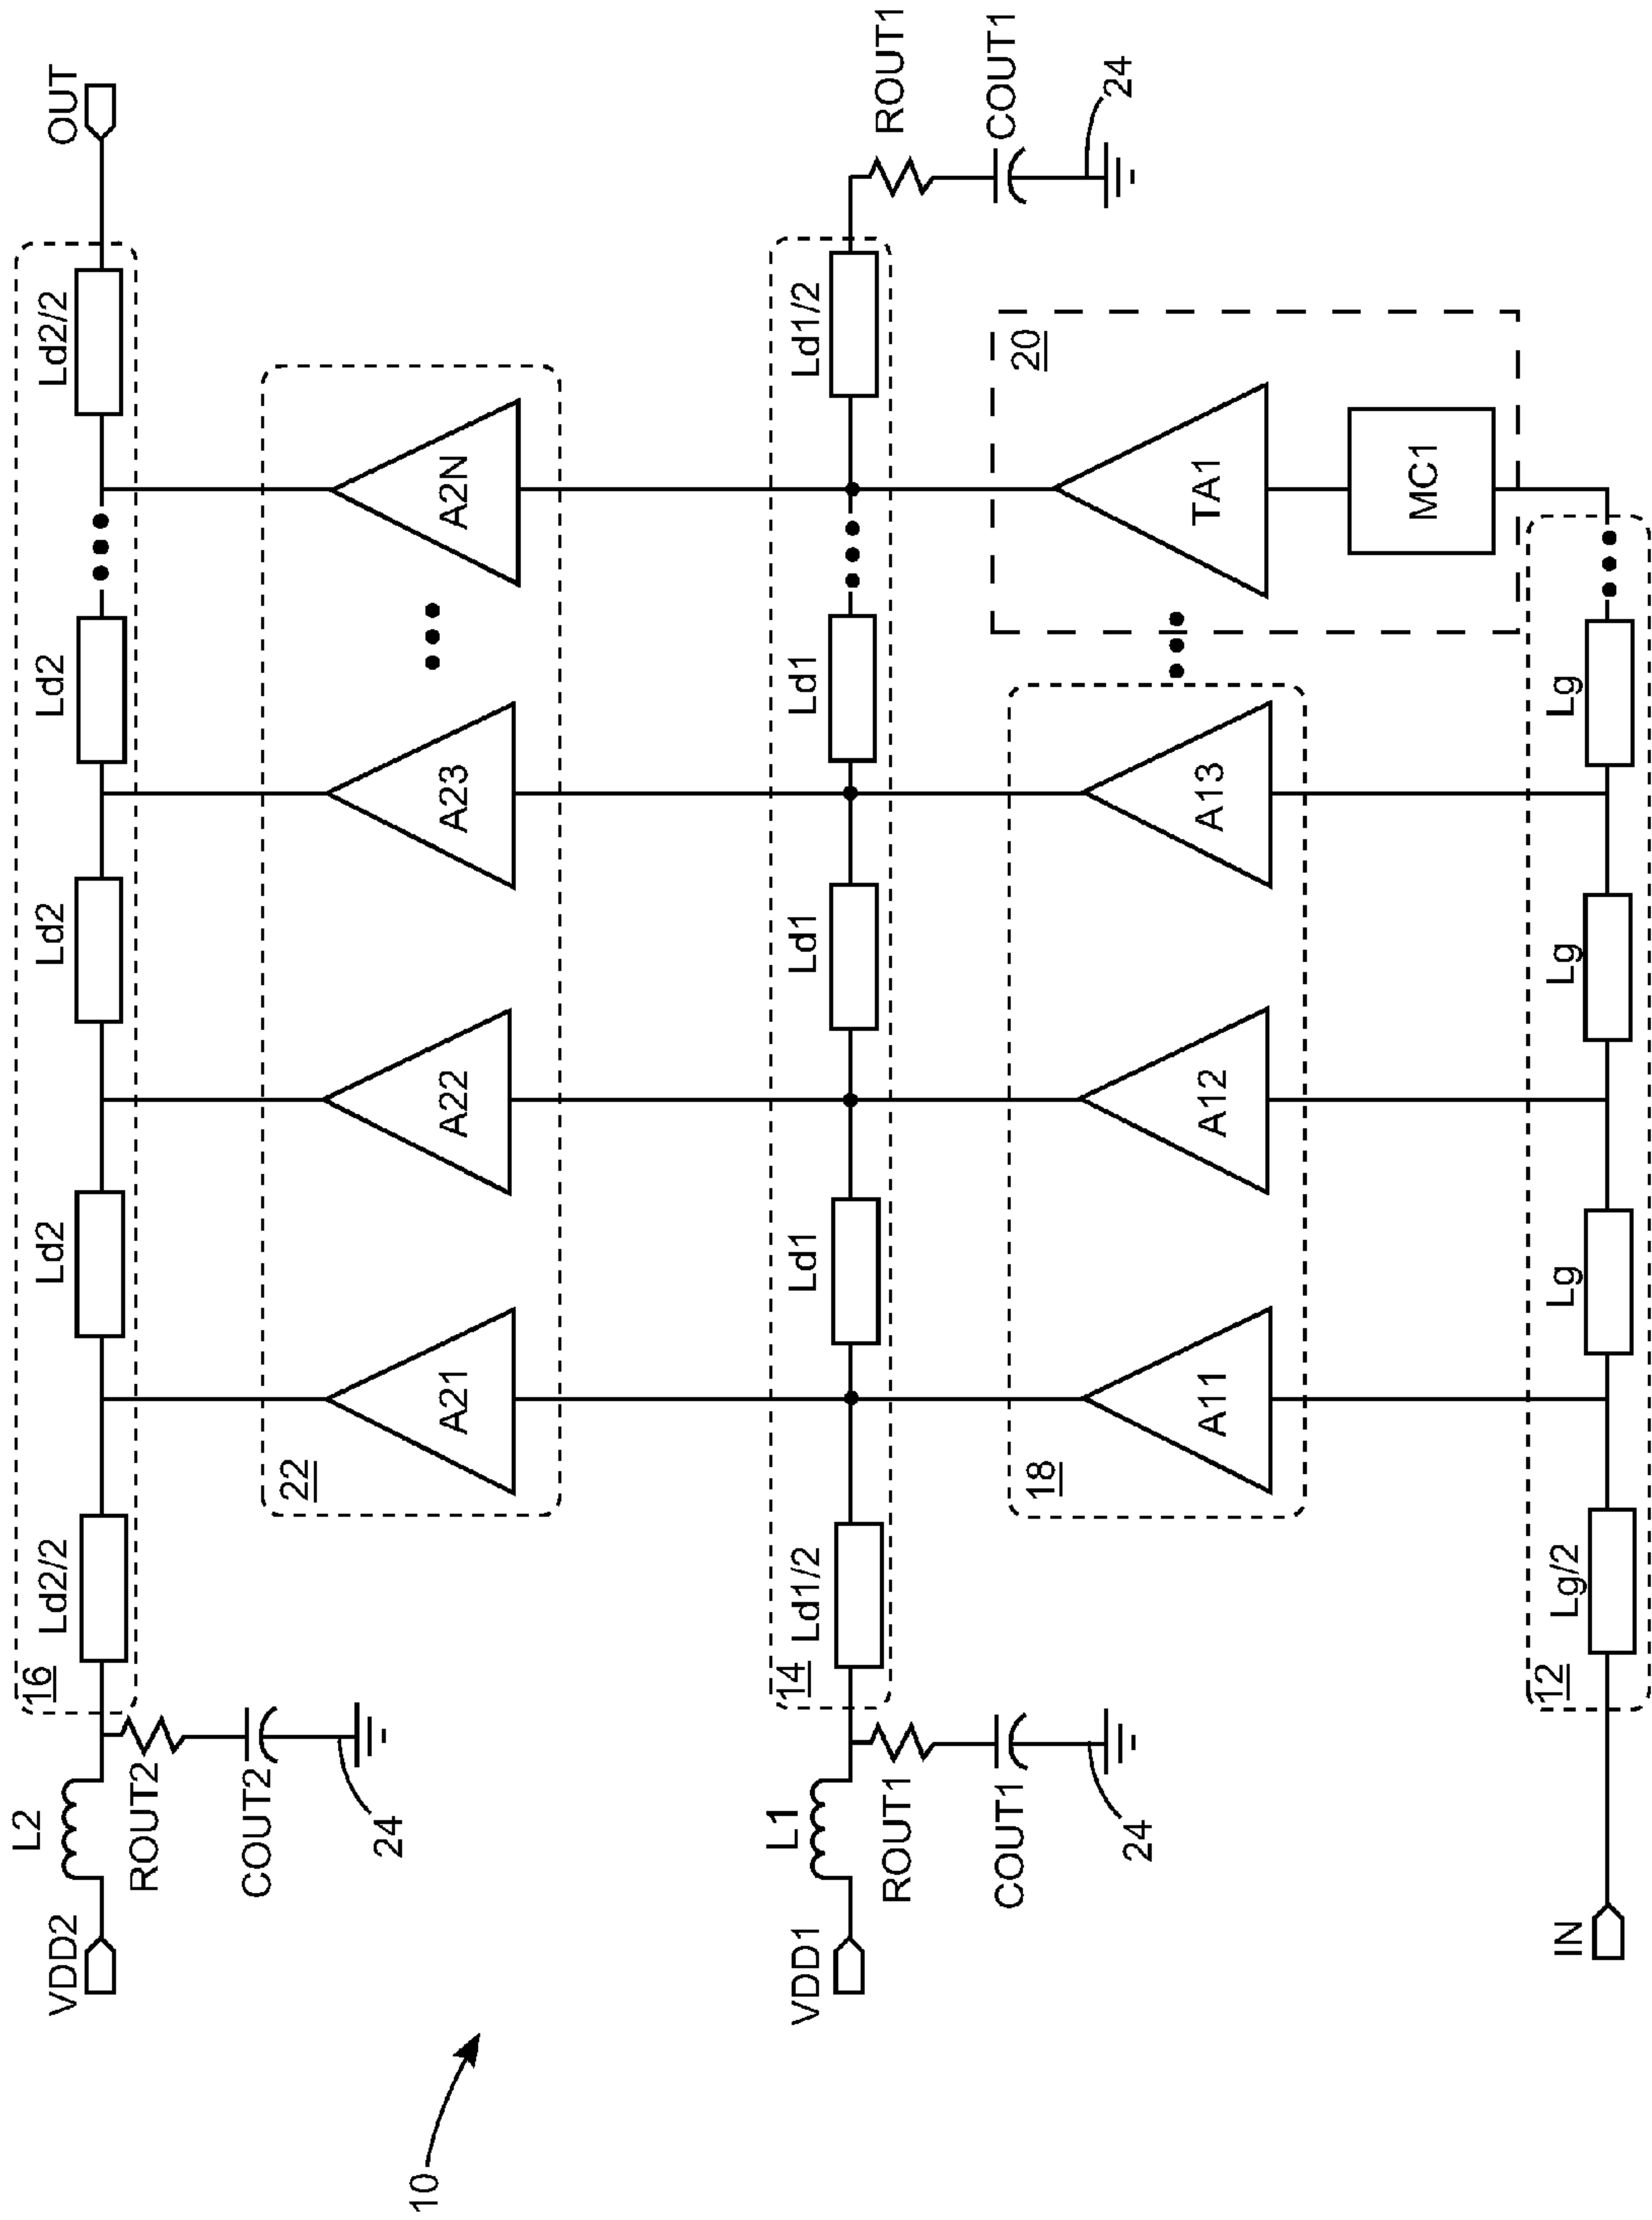 OUT
Ld2/2
Ld2
Ld2
Ld2
Ld2/2
16
L2
VDD2
ROUT2
COUT2
24
A2N
A23
A22
A21
22
ROUT1
COUT1
24
Ld1/2
Ld1
Ld1
Ld1
Ld1/2
14
L1
VDD1
ROUT1
COUT1
24
20
TA1
MC1
A13
A12
A11
18
Lg
Lg
Lg
Lg/2
12
IN
10